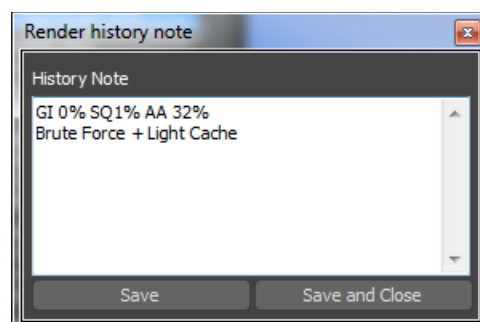 Render history note
History Note
GI 0% SQ1% AA 32%
Brute Force + Light Cache
Save
Save and Close